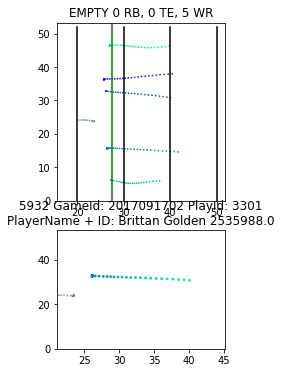 EMPTY 0 RB, 0 TE, 5 WR
50
40
30
20
10
0
20 30 40 50
5932 GameId: 2017091702 PlayId: 3301
PlayerName + ID: Brittan Golden 2535988.0
40
20
0
25 30 35 40 45